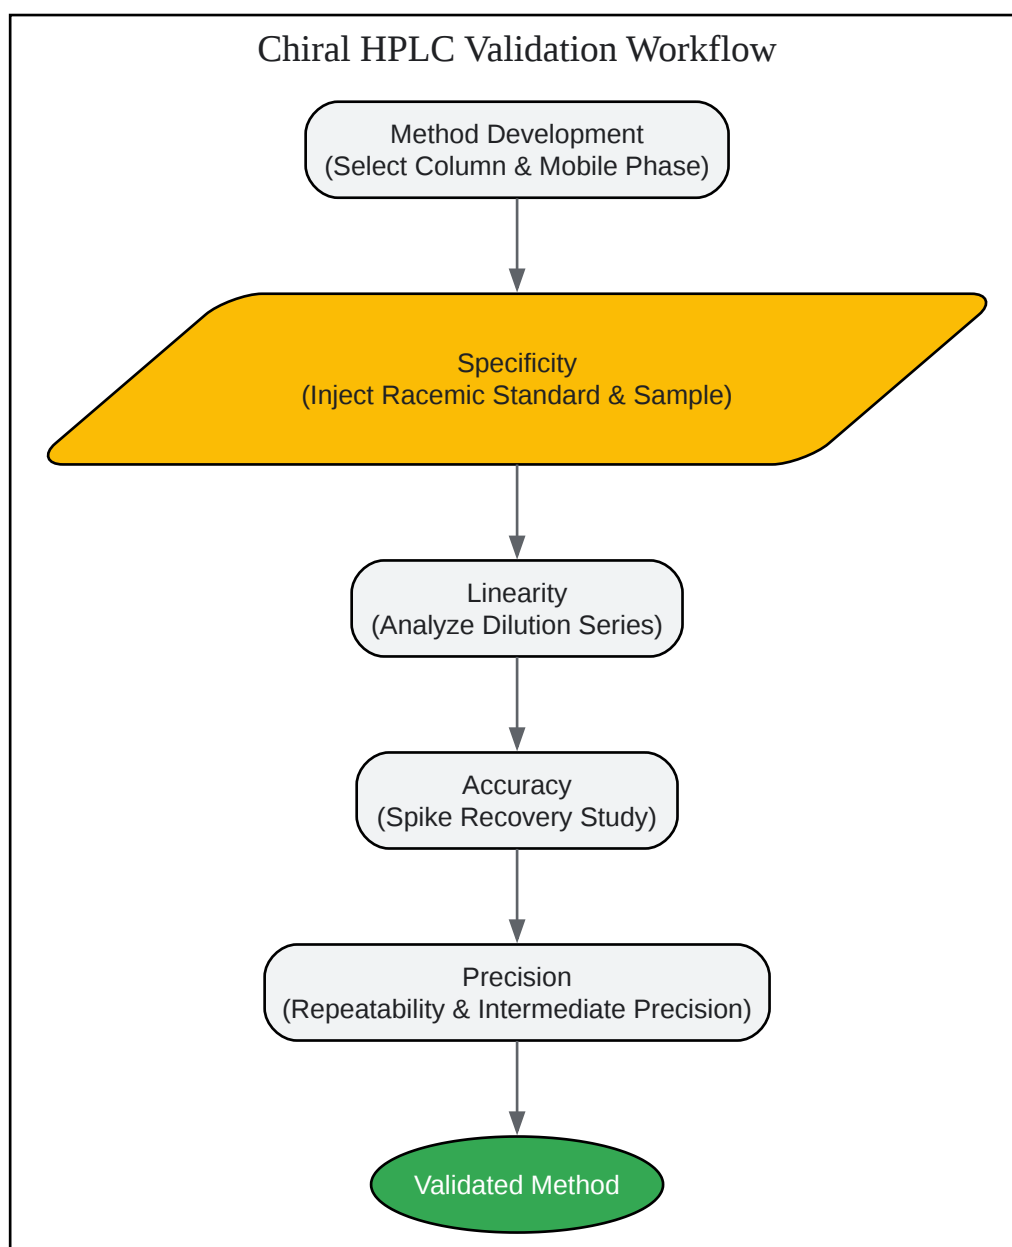 Chiral HPLC Validation Workflow
Method Development
(Select Column & Mobile Phase)
Specificity
(Inject Racemic Standard & Sample)
Linearity
(Analyze Dilution Series)
Accuracy
(Spike Recovery Study)
Precision
(Repeatability & Intermediate Precision)
Validated Method